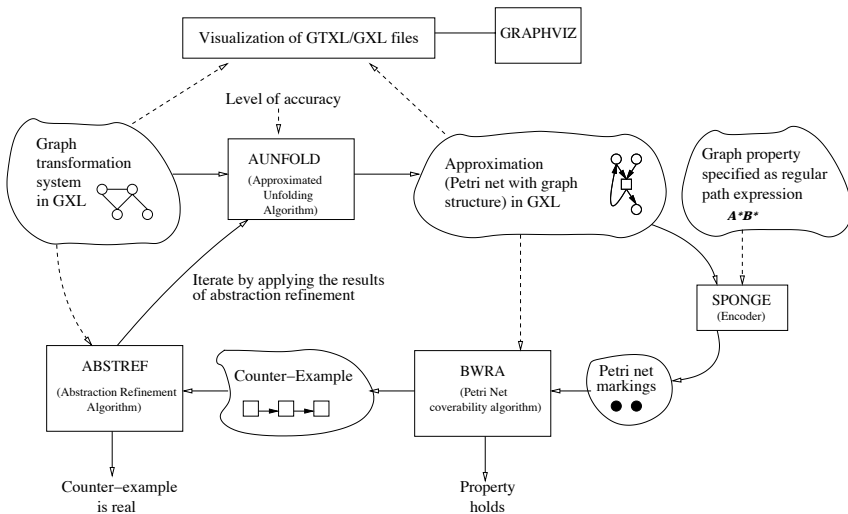 Visualization of GTXL/GXL files
GRAPHVIZ
Level of accuracy
Graph
transformation
system
in GXL
AUNFOLD
(Approximated
Unfolding
Algorithm)
Approximation
(Petri net with graph
structure) in GXL
Graph property
specified as regular
path expression
A*B*
Iterate by applying the results
of abstraction refinement
SPONGE
(Encoder)
ABSTREF
(Abstraction Refinement
Algorithm)
Counter−Example
BWRA
(Petri Net
coverability algorithm)
Petri net
markings
Counter−example
is real
Property
holds